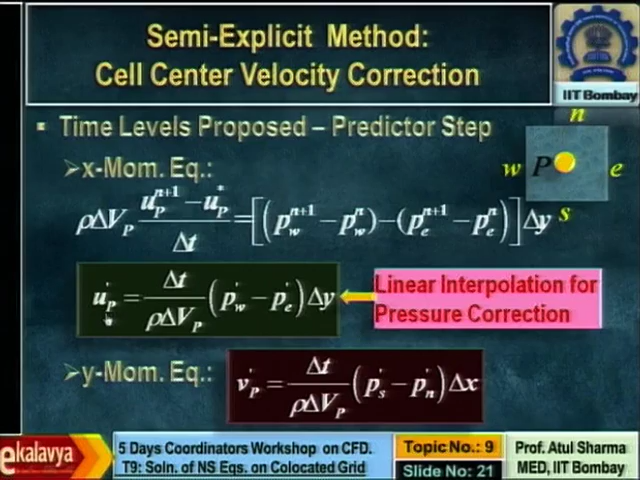 Semi-Explicit Method:
Cell Center Velocity Correction
IIT Bombay
▪ Time Levels Proposed – Predictor Step
➢x-Mom. Eq.:
n
w P e
s
ρΔV_P (u_P^{n+1} − u_P^*)/Δt = [(p_w^{n+1} − p_w^n) − (p_e^{n+1} − p_e^n)] Δy
u'_P = Δt/(ρΔV_P) (p'_w − p'_e) Δy
Linear Interpolation for
Pressure Correction
➢y-Mom. Eq.:
v'_P = Δt/(ρΔV_P) (p'_s − p'_n) Δx
ekalavya
5 Days Coordinators Workshop on CFD.
T9: Soln. of NS Eqs. on Colocated Grid
Topic No.: 9
Slide No.: 21
Prof. Atul Sharma
MED, IIT Bombay